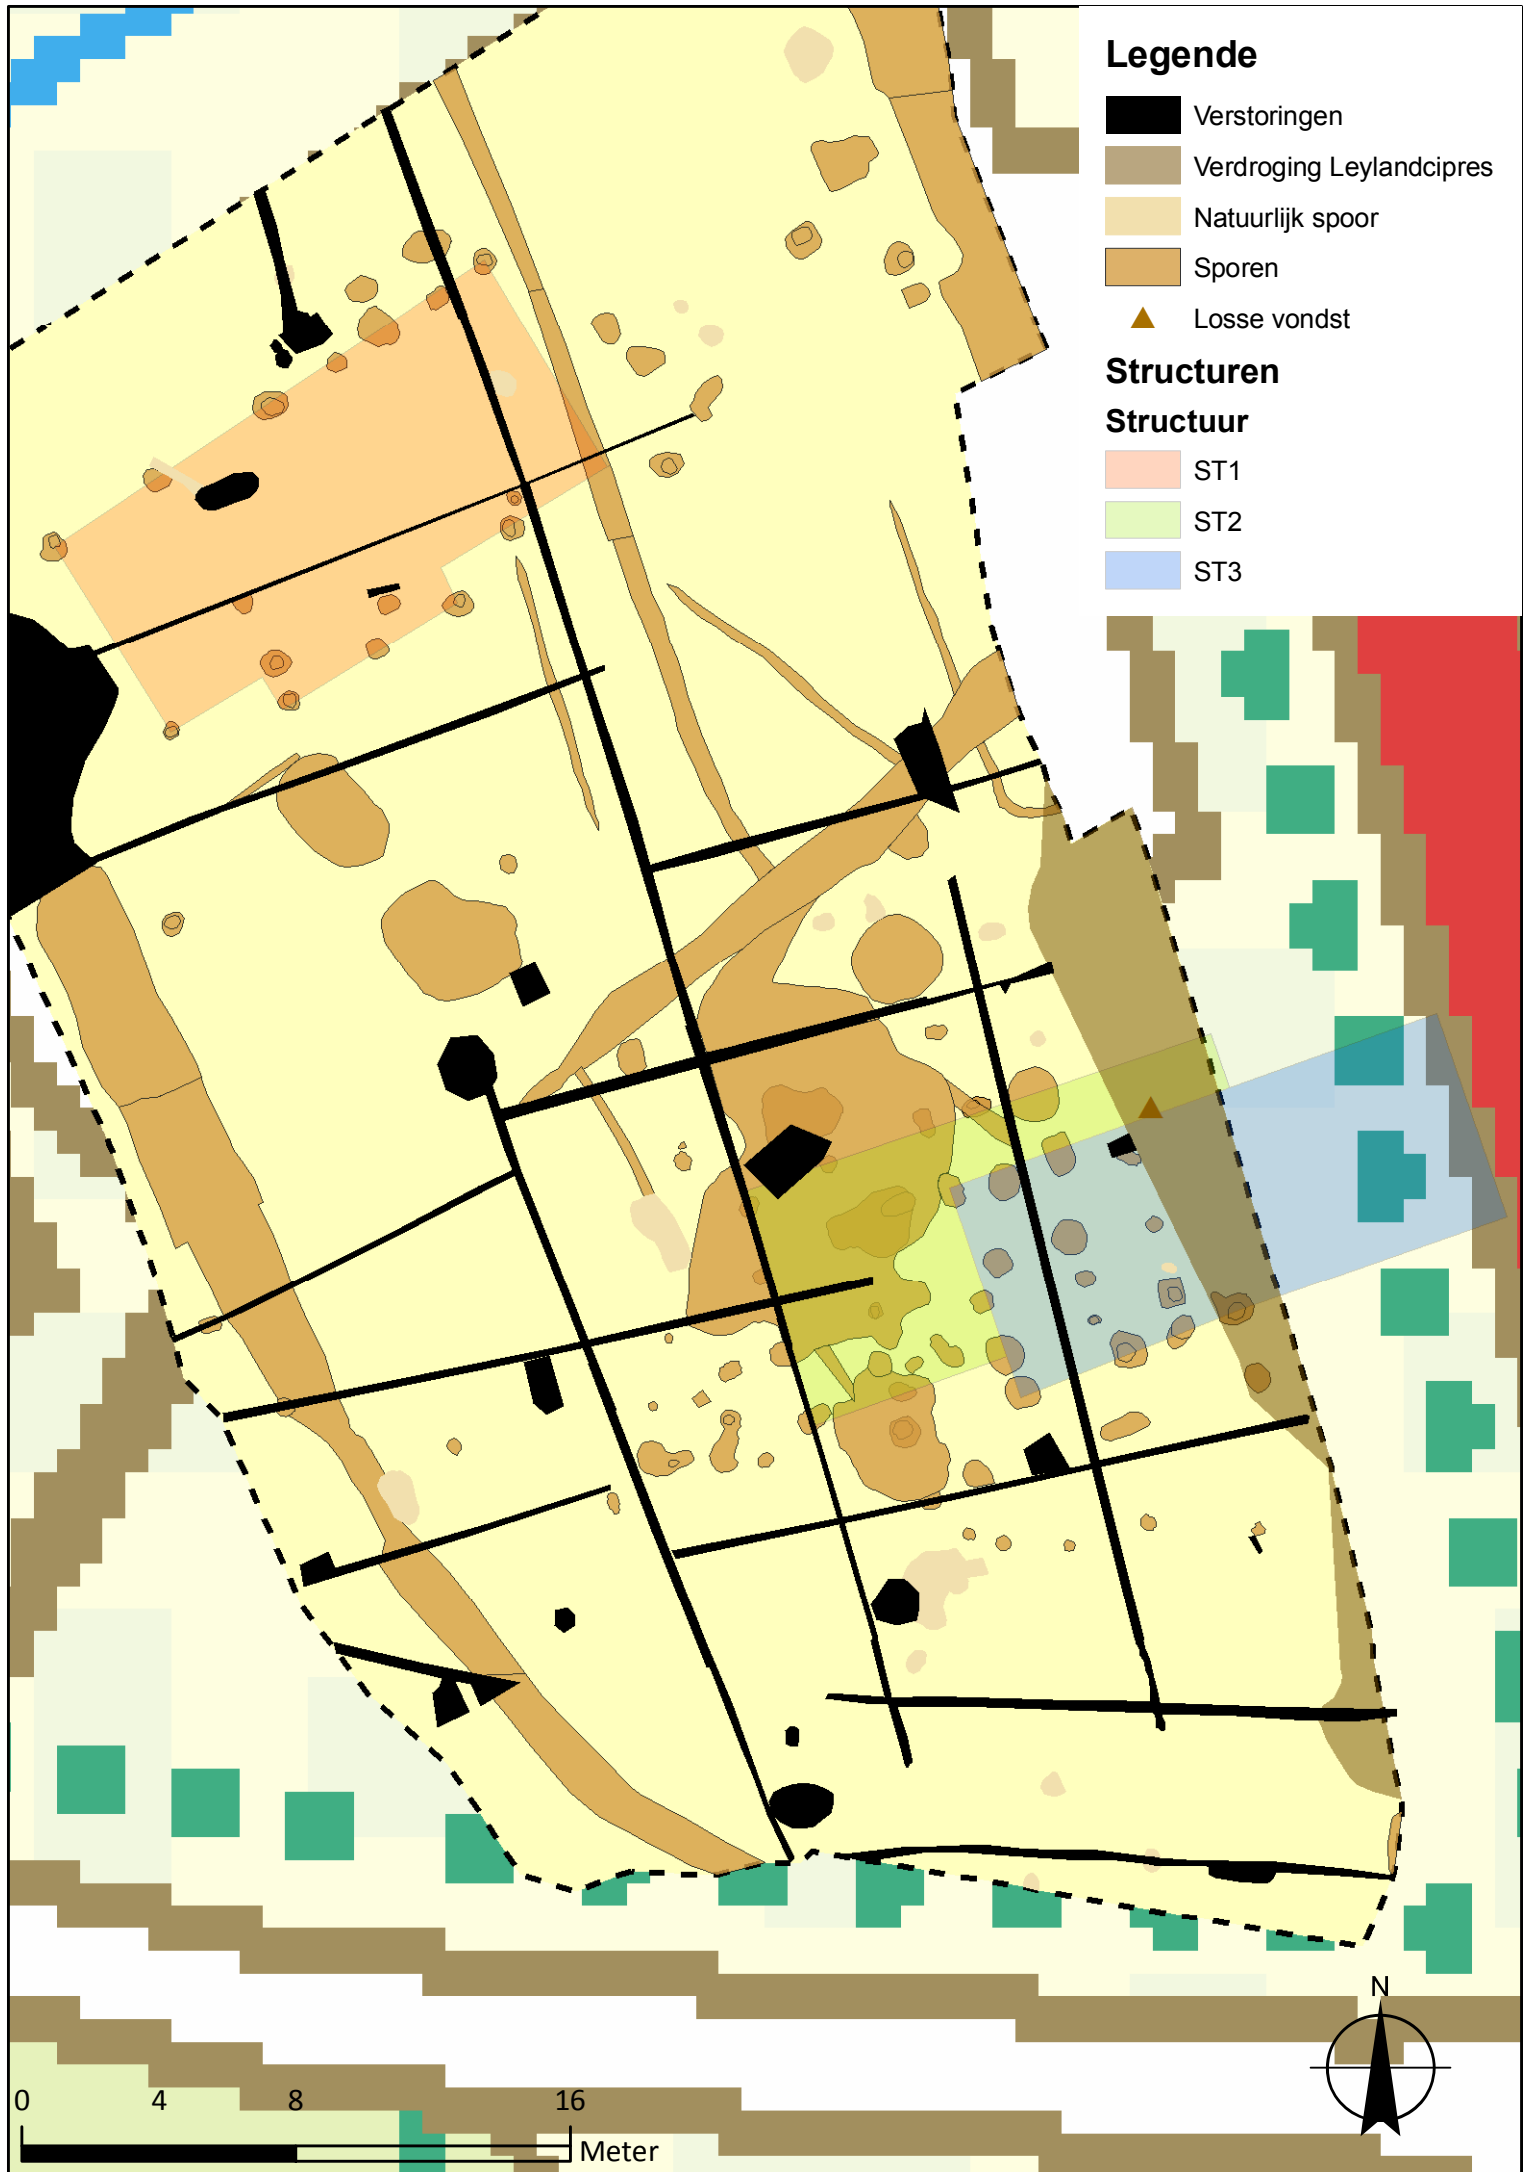 Legende
Verstoringen
Verdroging Leylandcipres
Natuurlijk spoor
Sporen
Losse vondst
Structuren
Structuur
ST1
ST2
ST3
N
0 4 8 16
Meter